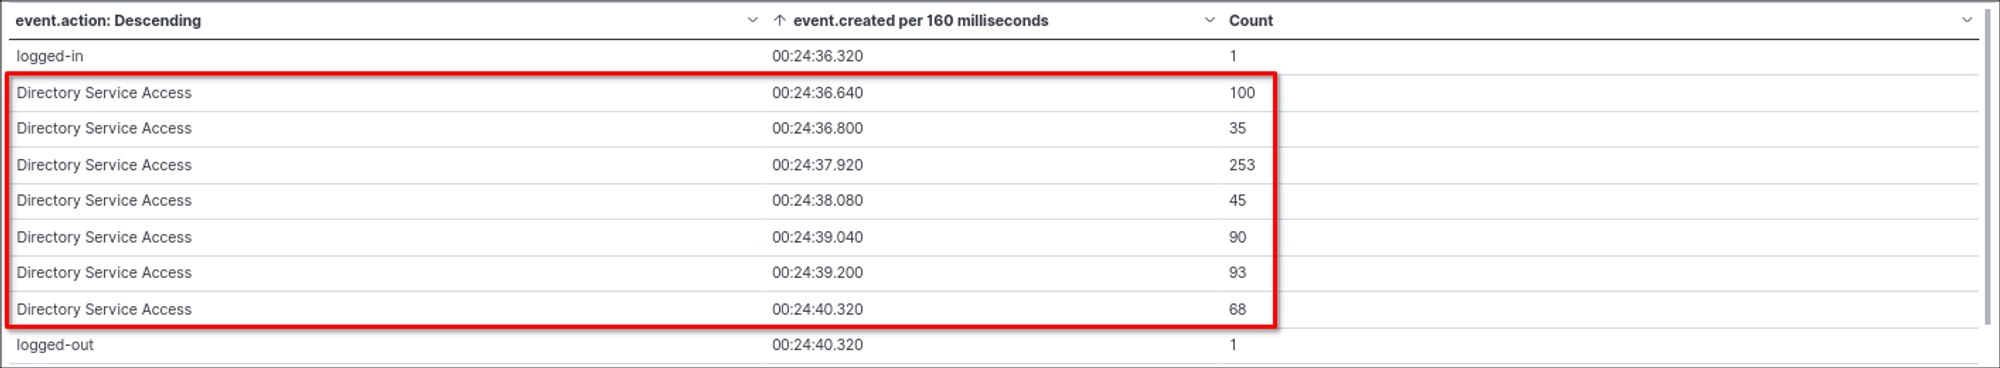 event.action: Descending event.created per 160 milliseconds Count
logged-in 00:24:36.320 1
Directory Service Access 00:24:36.640 100
Directory Service Access 00:24:36.800 35
Directory Service Access 00:24:37.920 253
Directory Service Access 00:24:38.080 45
Directory Service Access 00:24:39.040 90
Directory Service Access 00:24:39.200 93
Directory Service Access 00:24:40.320 68
logged-out 00:24:40.320 1